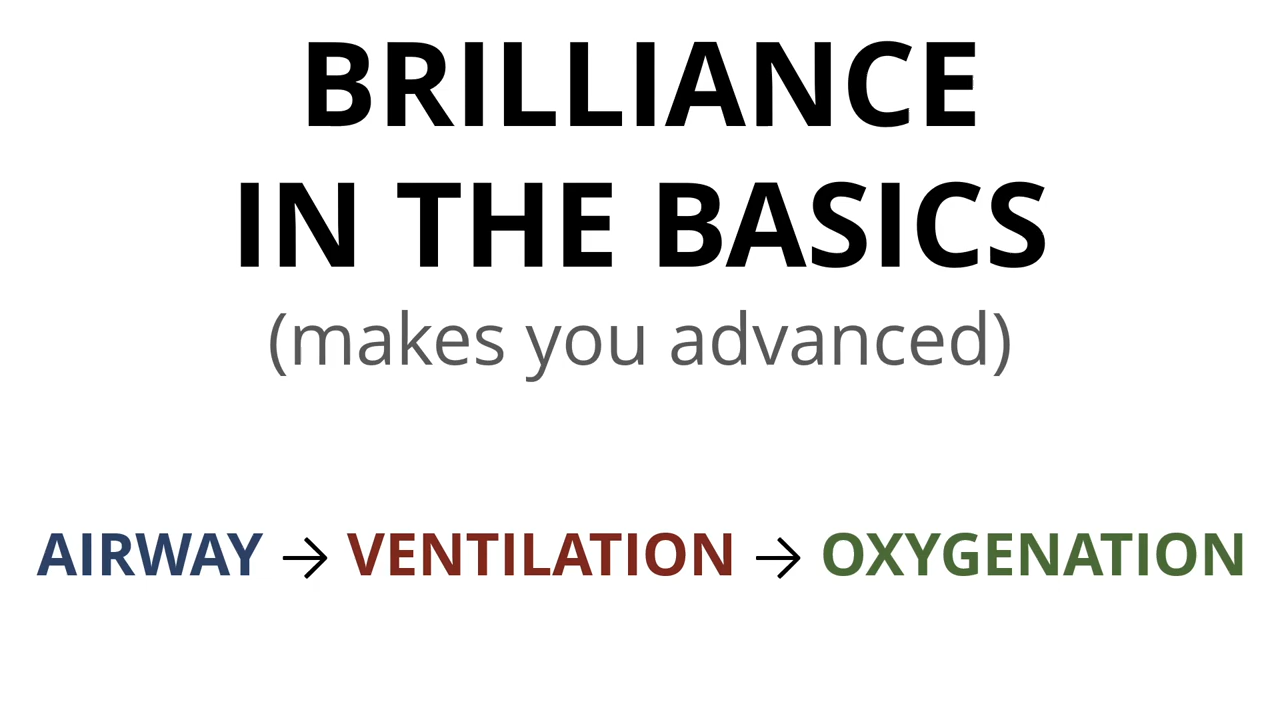 BRILLIANCE
IN THE BASICS
(makes you advanced)
AIRWAY → VENTILATION → OXYGENATION